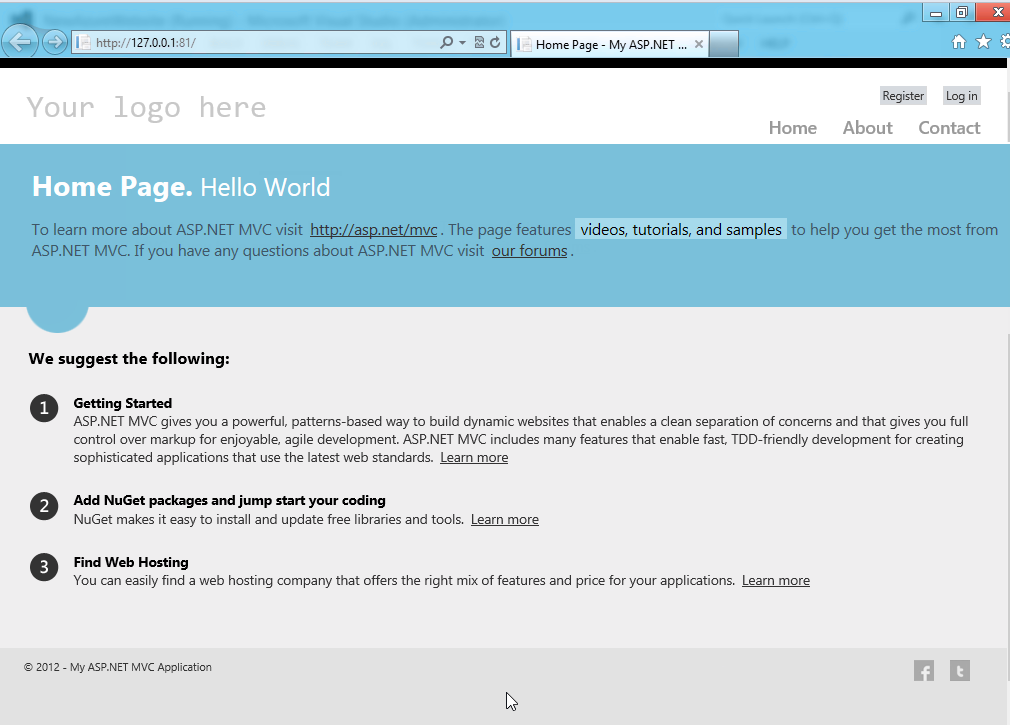 http://127.0.0.1:81/
Home Page - My ASP.NET ...
Your logo here
Register
Log in
Home
About
Contact
Home Page. Hello World
To learn more about ASP.NET MVC visit http://asp.net/mvc. The page features videos, tutorials, and samples to help you get the most from
ASP.NET MVC. If you have any questions about ASP.NET MVC visit our forums.
We suggest the following:
1
Getting Started
ASP.NET MVC gives you a powerful, patterns-based way to build dynamic websites that enables a clean separation of concerns and that gives you full
control over markup for enjoyable, agile development. ASP.NET MVC includes many features that enable fast, TDD-friendly development for creating
sophisticated applications that use the latest web standards. Learn more
2
Add NuGet packages and jump start your coding
NuGet makes it easy to install and update free libraries and tools. Learn more
3
Find Web Hosting
You can easily find a web hosting company that offers the right mix of features and price for your applications. Learn more
© 2012 - My ASP.NET MVC Application